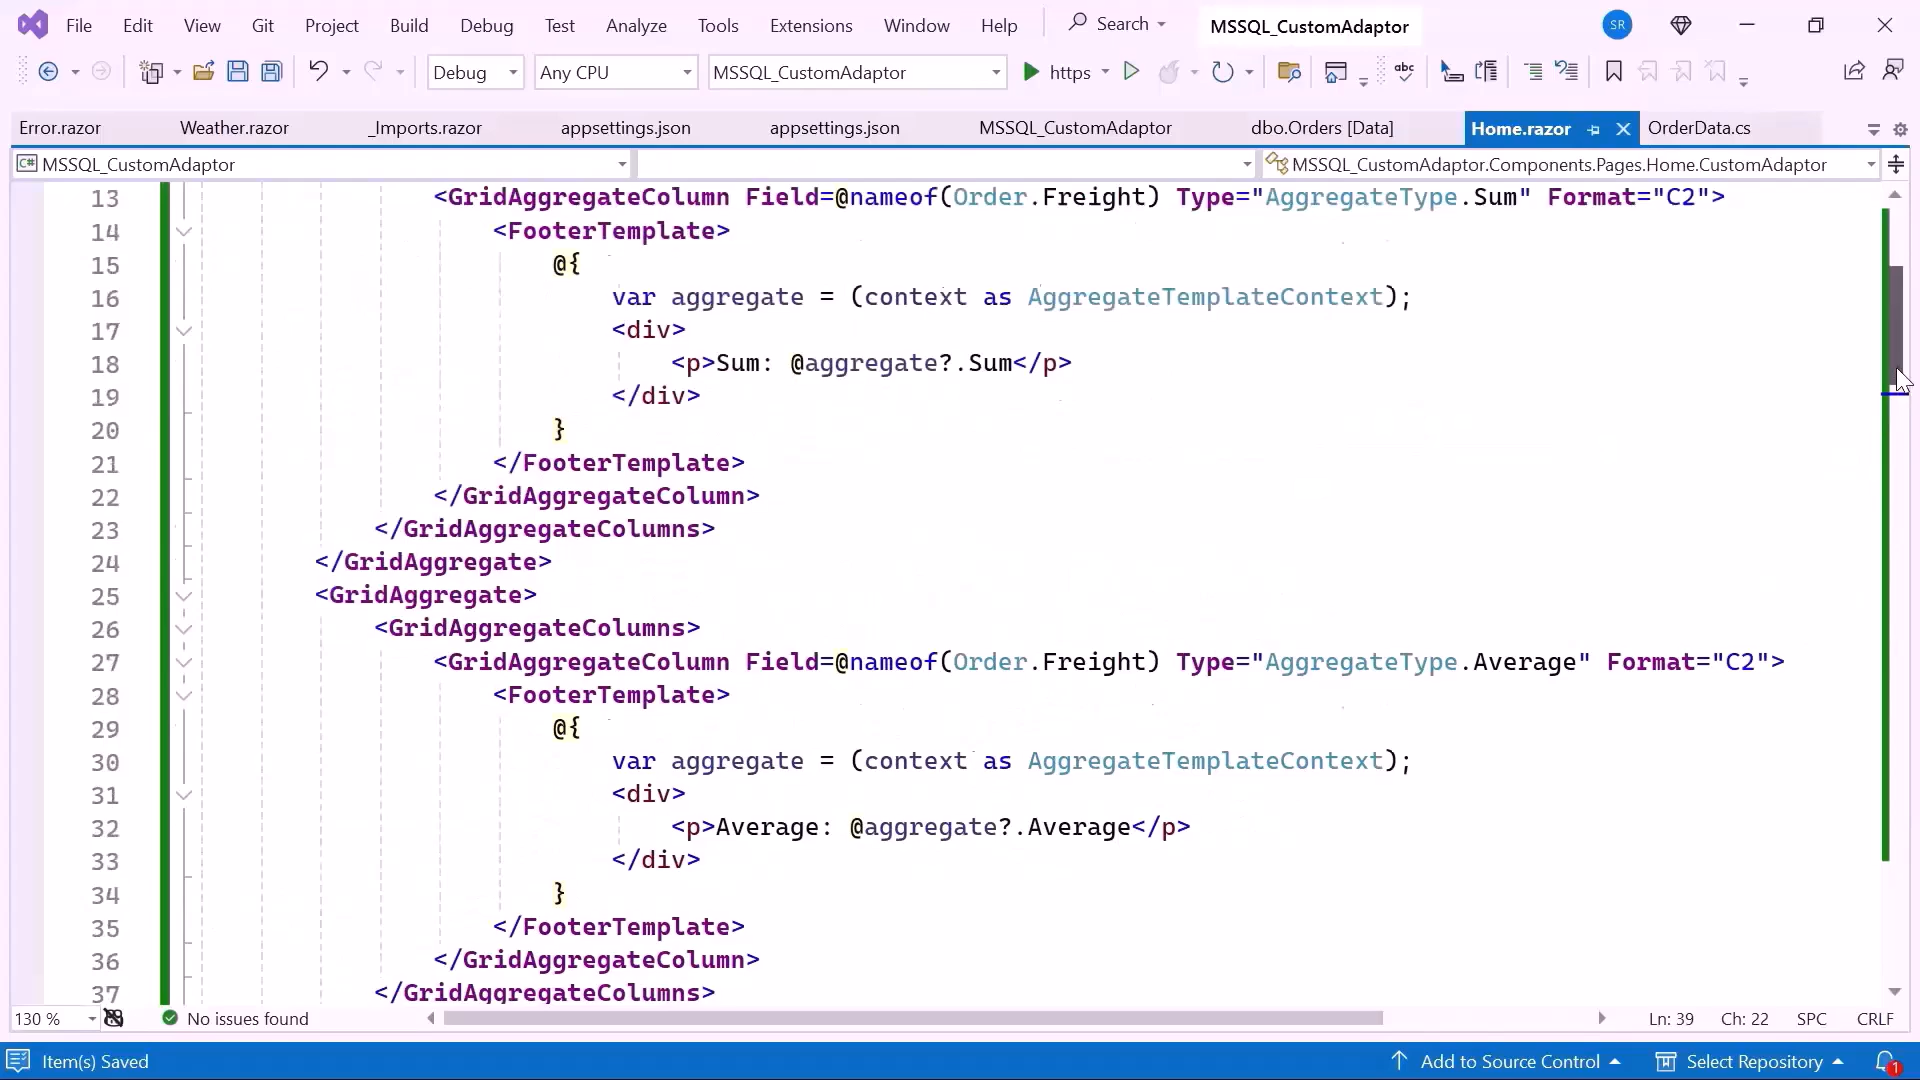 File Edit View Git Project Build Debug Test Analyze Tools Extensions Window Help Search MSSQL_CustomAdaptor SR
Debug Any CPU MSSQL_CustomAdaptor https abc
Error.razor Weather.razor _Imports.razor appsettings.json appsettings.json MSSQL_CustomAdaptor dbo.Orders [Data] Home.razor OrderData.cs
C# MSSQL_CustomAdaptor MSSQL_CustomAdaptor.Components.Pages.Home.CustomAdaptor
13 <GridAggregateColumn Field=@nameof(Order.Freight) Type="AggregateType.Sum" Format="C2">
14 <FooterTemplate>
15 @{
16 var aggregate = (context as AggregateTemplateContext);
17 <div>
18 <p>Sum: @aggregate?.Sum</p>
19 </div>
20 }
21 </FooterTemplate>
22 </GridAggregateColumn>
23 </GridAggregateColumns>
24 </GridAggregate>
25 <GridAggregate>
26 <GridAggregateColumns>
27 <GridAggregateColumn Field=@nameof(Order.Freight) Type="AggregateType.Average" Format="C2">
28 <FooterTemplate>
29 @{
30 var aggregate = (context as AggregateTemplateContext);
31 <div>
32 <p>Average: @aggregate?.Average</p>
33 </div>
34 }
35 </FooterTemplate>
36 </GridAggregateColumn>
37 </GridAggregateColumns>
130 % No issues found Ln: 39 Ch: 22 SPC CRLF
Item(s) Saved Add to Source Control Select Repository 1